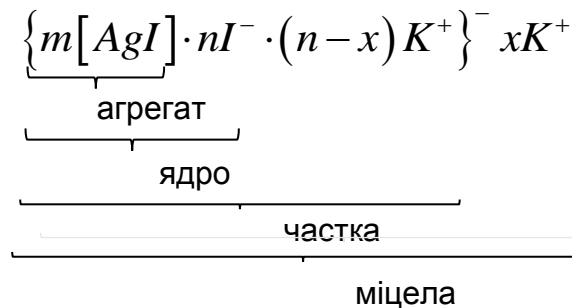 {m[AgI]·nI⁻·(n−x)K⁺}⁻ xK⁺
агрегат
ядро
частка
міцела